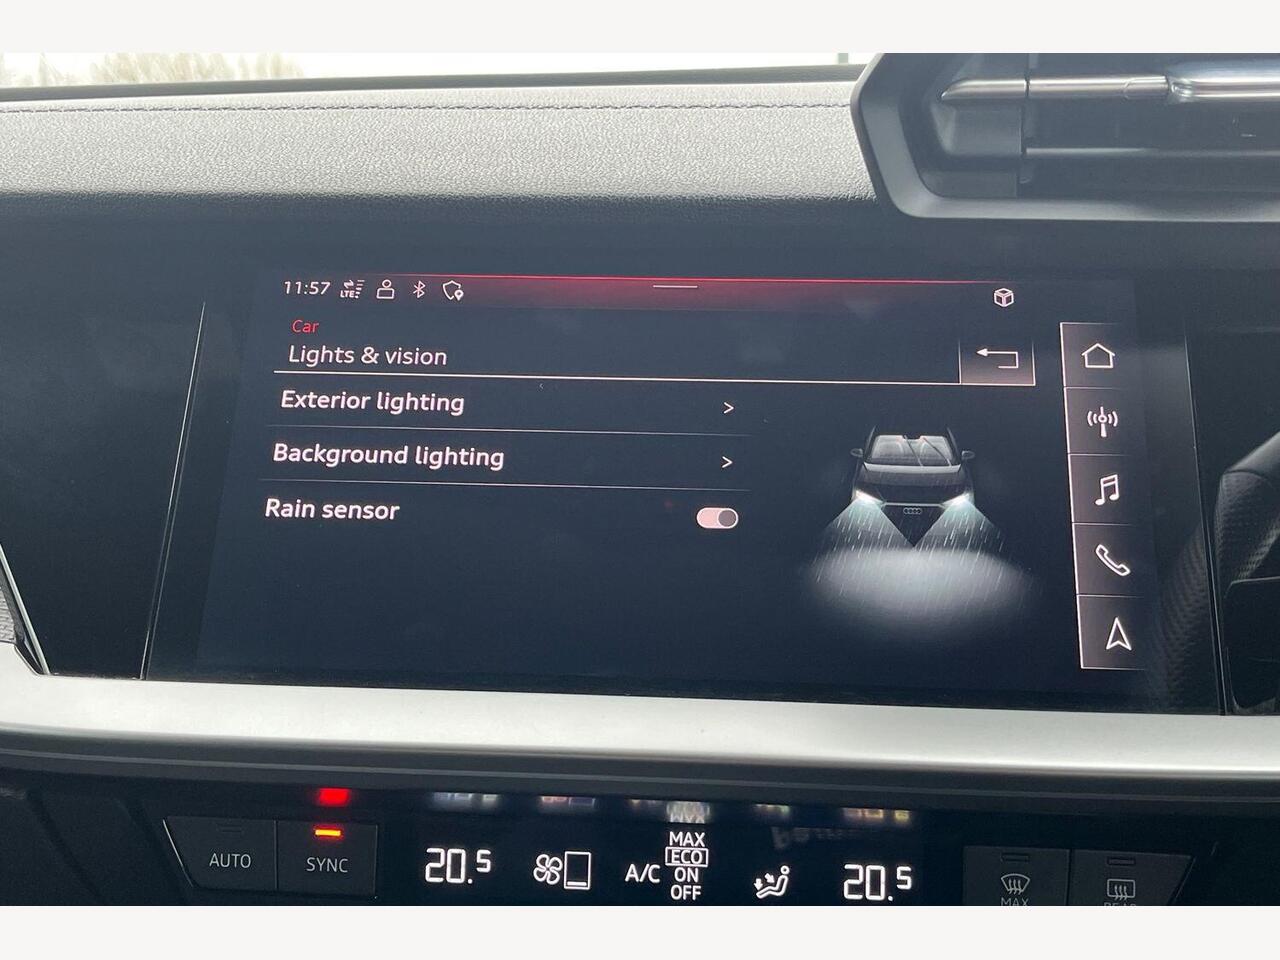 11:57 LTE
Car
Lights & vision
Exterior lighting >
Background lighting >
Rain sensor
AUTO
SYNC
20.5
A/C
MAX
ECO
ON
OFF
20.5
MAX
REAR